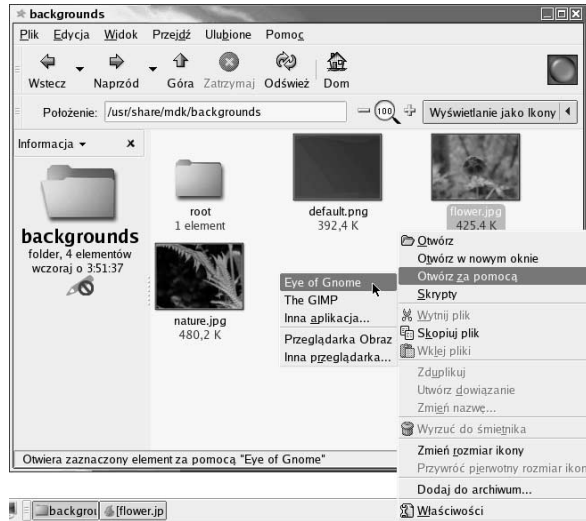 backgrounds
Plik Edycja Widok Przejdź Ulubione Pomoc
Wstecz Naprzód Góra Zatrzymaj Odśwież Dom
Położenie: /usr/share/mdk/backgrounds 100 Wyświetlanie jako Ikony
Informacja x
backgrounds
folder, 4 elementów
wczoraj o 3:51:37
root
1 element
default.png
392,4 K
flower.jpg
425,4 K
nature.jpg
480,2 K
Otwórz
Otwórz w nowym oknie
Otwórz za pomocą
Skrypty
Wytnij plik
Skopiuj plik
Wklej pliki
Zduplikuj
Utwórz dowiązanie
Zmień nazwę...
Wyrzuć do śmietnika
Zmień rozmiar ikony
Przywróć pierwotny rozmiar ikon
Dodaj do archiwum...
Właściwości
Eye of Gnome
The GIMP
Inna aplikacja...
Przeglądarka Obraz
Inna przeglądarka...
Otwiera zaznaczony element za pomocą "Eye of Gnome"
backgrou [flower.jp